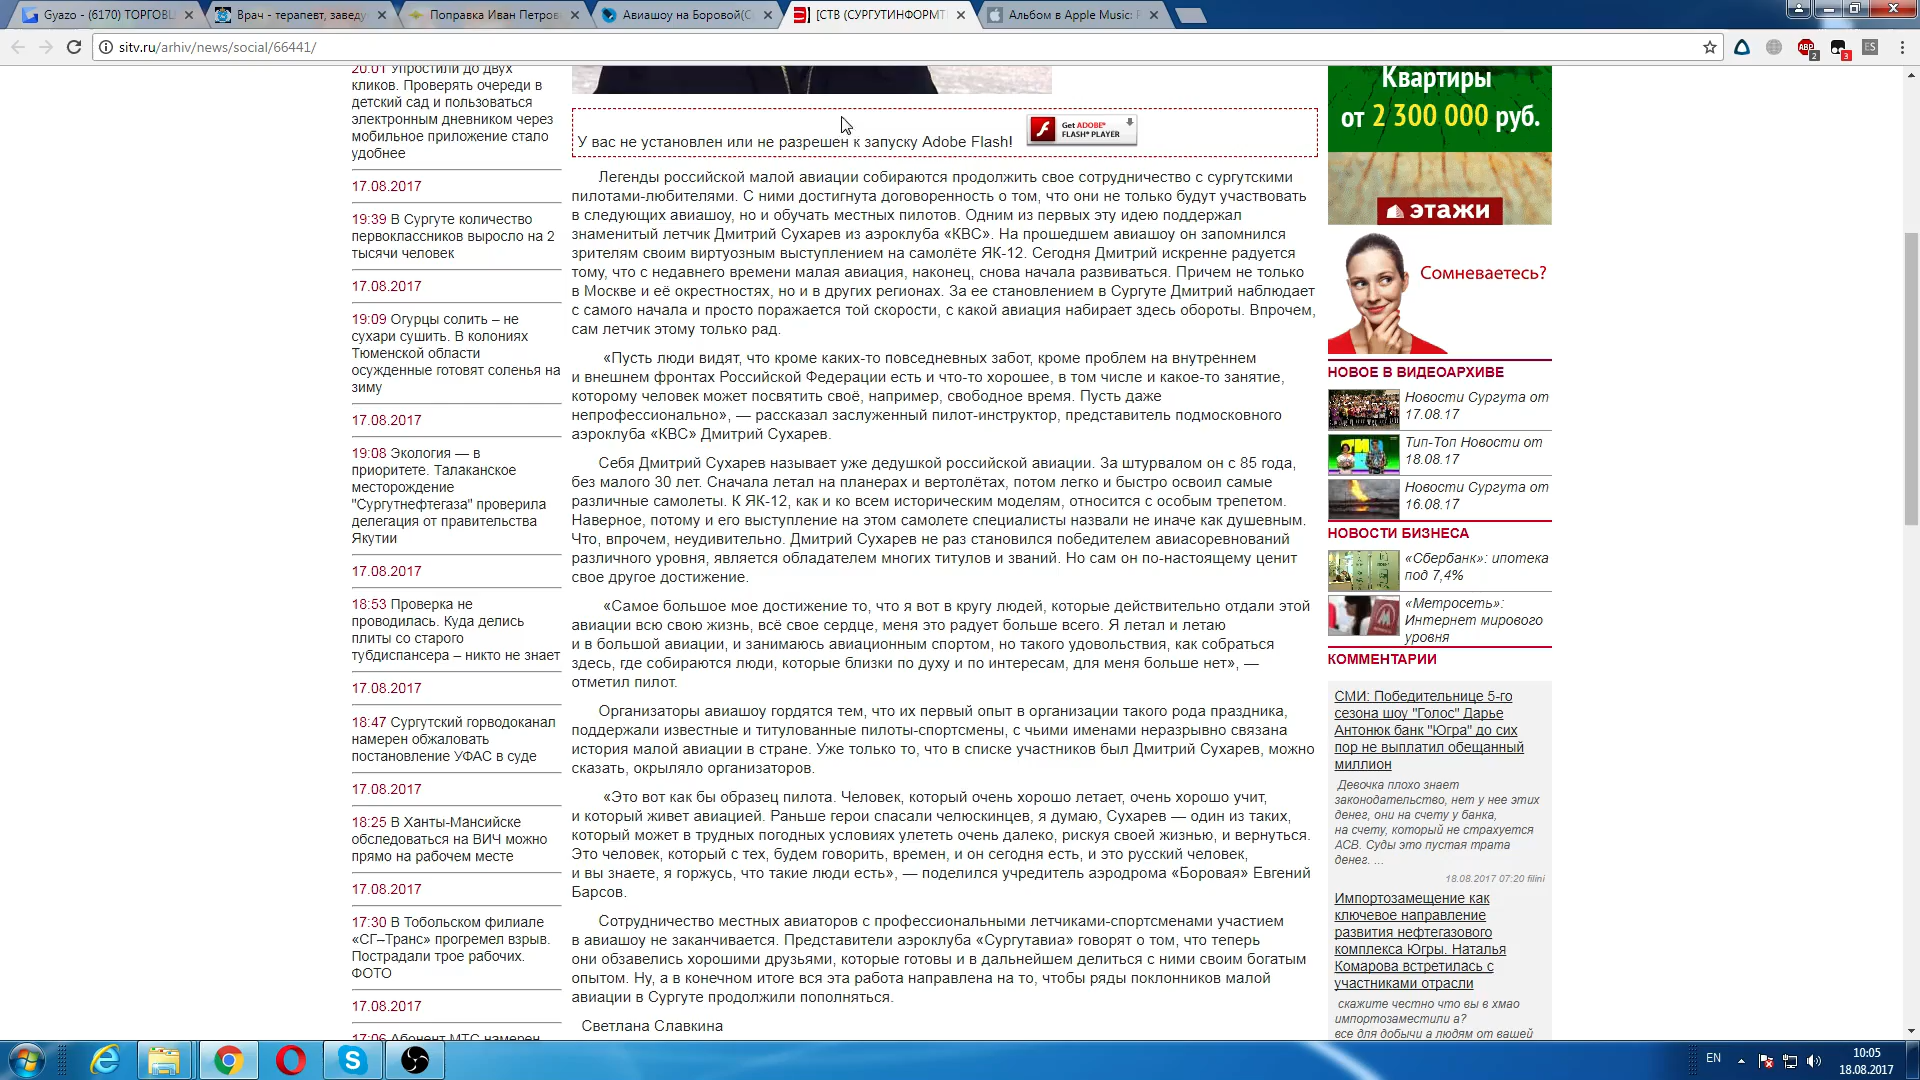 Gyazo - (6170) ТОРГОВЫ
Врач - терапевт, заведу
Поправка Иван Петров
Авиашоу на Боровой(С
[СТВ (СУРГУТИНФОРМТ
Альбом в Apple Music: F
sitv.ru/arhiv/news/social/66441/
20:01 Упростили до двух
кликов. Проверять очереди в
детский сад и пользоваться
электронным дневником через
мобильное приложение стало
удобнее
17.08.2017
19:39 В Сургуте количество
первоклассников выросло на 2
тысячи человек
17.08.2017
19:09 Огурцы солить – не
сухари сушить. В колониях
Тюменской области
осужденные готовят соленья на
зиму
17.08.2017
19:08 Экология — в
приоритете. Талаканское
месторождение
"Сургутнефтегаза" проверила
делегация от правительства
Якутии
17.08.2017
18:53 Проверка не
проводилась. Куда делись
плиты со старого
тубдиспансера – никто не знает
17.08.2017
18:47 Сургутский горводоканал
намерен обжаловать
постановление УФАС в суде
17.08.2017
18:25 В Ханты-Мансийске
обследоваться на ВИЧ можно
прямо на рабочем месте
17.08.2017
17:30 В Тобольском филиале
«СГ–Транс» прогремел взрыв.
Пострадали трое рабочих.
ФОТО
17.08.2017
17:06 Абонент МТС намерен
У вас не установлен или не разрешен к запуску Adobe Flash!
Get ADOBE®
FLASH® PLAYER
Легенды российской малой авиации собираются продолжить свое сотрудничество с сургутскими
пилотами-любителями. С ними достигнута договоренность о том, что они не только будут участвовать
в следующих авиашоу, но и обучать местных пилотов. Одним из первых эту идею поддержал
знаменитый летчик Дмитрий Сухарев из аэроклуба «КВС». На прошедшем авиашоу он запомнился
зрителям своим виртуозным выступлением на самолёте ЯК-12. Сегодня Дмитрий искренне радуется
тому, что с недавнего времени малая авиация, наконец, снова начала развиваться. Причем не только
в Москве и её окрестностях, но и в других регионах. За ее становлением в Сургуте Дмитрий наблюдает
с самого начала и просто поражается той скорости, с какой авиация набирает здесь обороты. Впрочем,
сам летчик этому только рад.
«Пусть люди видят, что кроме каких-то повседневных забот, кроме проблем на внутреннем
и внешнем фронтах Российской Федерации есть и что-то хорошее, в том числе и какое-то занятие,
которому человек может посвятить своё, например, свободное время. Пусть даже
непрофессионально», — рассказал заслуженный пилот-инструктор, представитель подмосковного
аэроклуба «КВС» Дмитрий Сухарев.
Себя Дмитрий Сухарев называет уже дедушкой российской авиации. За штурвалом он с 85 года,
без малого 30 лет. Сначала летал на планерах и вертолётах, потом легко и быстро освоил самые
различные самолеты. К ЯК-12, как и ко всем историческим моделям, относится с особым трепетом.
Наверное, потому и его выступление на этом самолете специалисты назвали не иначе как душевным.
Что, впрочем, неудивительно. Дмитрий Сухарев не раз становился победителем авиасоревнований
различного уровня, является обладателем многих титулов и званий. Но сам он по-настоящему ценит
свое другое достижение.
«Самое большое мое достижение то, что я вот в кругу людей, которые действительно отдали этой
авиации всю свою жизнь, всё свое сердце, меня это радует больше всего. Я летал и летаю
и в большой авиации, и занимаюсь авиационным спортом, но такого удовольствия, как собраться
здесь, где собираются люди, которые близки по духу и по интересам, для меня больше нет», —
отметил пилот.
Организаторы авиашоу гордятся тем, что их первый опыт в организации такого рода праздника,
поддержали известные и титулованные пилоты-спортсмены, с чьими именами неразрывно связана
история малой авиации в стране. Уже только то, что в списке участников был Дмитрий Сухарев, можно
сказать, окрыляло организаторов.
«Это вот как бы образец пилота. Человек, который очень хорошо летает, очень хорошо учит,
и который живет авиацией. Раньше герои спасали челюскинцев, я думаю, Сухарев — один из таких,
который может в трудных погодных условиях улететь очень далеко, рискуя своей жизнью, и вернуться.
Это человек, который с тех, будем говорить, времен, и он сегодня есть, и это русский человек,
и вы знаете, я горжусь, что такие люди есть», — поделился учредитель аэродрома «Боровая» Евгений
Барсов.
Сотрудничество местных авиаторов с профессиональными летчиками-спортсменами участием
в авиашоу не заканчивается. Представители аэроклуба «Сургутавиа» говорят о том, что теперь
они обзавелись хорошими друзьями, которые готовы и в дальнейшем делиться с ними своим богатым
опытом. Ну, а в конечном итоге вся эта работа направлена на то, чтобы ряды поклонников малой
авиации в Сургуте продолжили пополняться.
Светлана Славкина
Квартиры
от 2 300 000 руб.
этажи
Сомневаетесь?
НОВОЕ В ВИДЕОАРХИВЕ
Новости Сургута от
17.08.17
Тип-Топ Новости от
18.08.17
Новости Сургута от
16.08.17
НОВОСТИ БИЗНЕСА
«Сбербанк»: ипотека
под 7,4%
«Метросеть»:
Интернет мирового
уровня
КОММЕНТАРИИ
СМИ: Победительнице 5-го
сезона шоу "Голос" Дарье
Антонюк банк "Югра" до сих
пор не выплатил обещанный
миллион
Девочка плохо знает
законодательство, нет у нее этих
денег, они на счету у банка,
на счету, который не страхуется
АСВ. Суды это пустая трата
денег. ...
18.08.2017 07:20 filini
Импортозамещение как
ключевое направление
развития нефтегазового
комплекса Югры. Наталья
Комарова встретилась с
участниками отрасли
скажите честно что вы в хмао
импортозаместили а?
все для добычи а людям от вашей
EN
10:05
18.08.2017